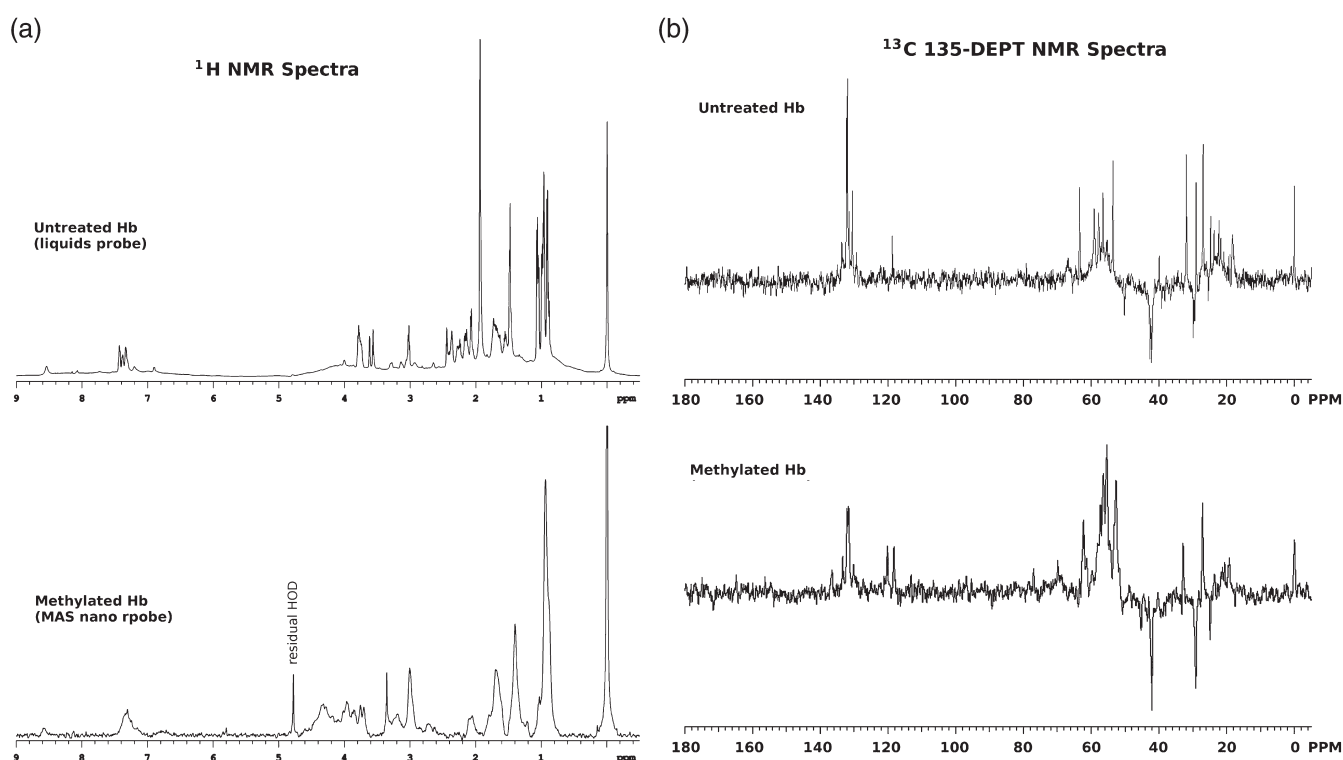 (a)
¹H NMR Spectra
Untreated Hb
(liquids probe)
9 8 7 6 5 4 3 2 1 ppm
residual HOD
Methylated Hb
(MAS nano rpobe)
9 8 7 6 5 4 3 2 1 ppm
(b)
¹³C 135-DEPT NMR Spectra
Untreated Hb
180 160 140 120 100 80 60 40 20 0 PPM
Methylated Hb
180 160 140 120 100 80 60 40 20 0 PPM